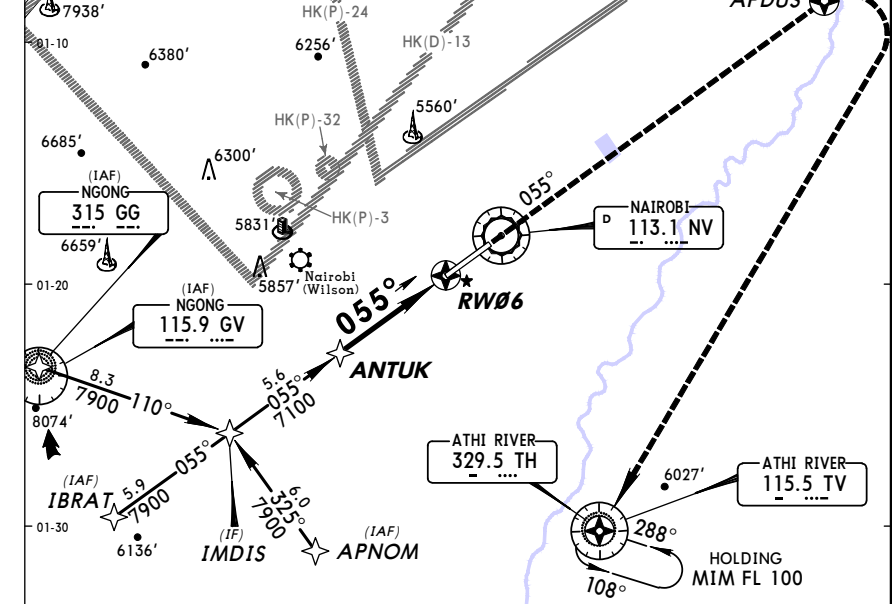 7938'
HK(P)-24
01-10
6380'
6256'
HK(D)-13
5560'
HK(P)-32
6685'
6300'
(IAF)
NGONG
315 GG
HK(P)-3
5831'
055°
NAIROBI
D 113.1 NV
6659'
Nairobi
(Wilson)
5857'
01-20
(IAF)
NGONG
115.9 GV
055°
RWØ6
ANTUK
8.3
7900
110°
5.6
055°
7100
8074'
ATHI RIVER
329.5 TH
ATHI RIVER
115.5 TV
6027'
(IAF)
IBRAT
5.9
055°
7900
6.0
325°
7900
01-30
6136'
(IF)
IMDIS
(IAF)
APNOM
288°
108°
HOLDING
MIM FL 100